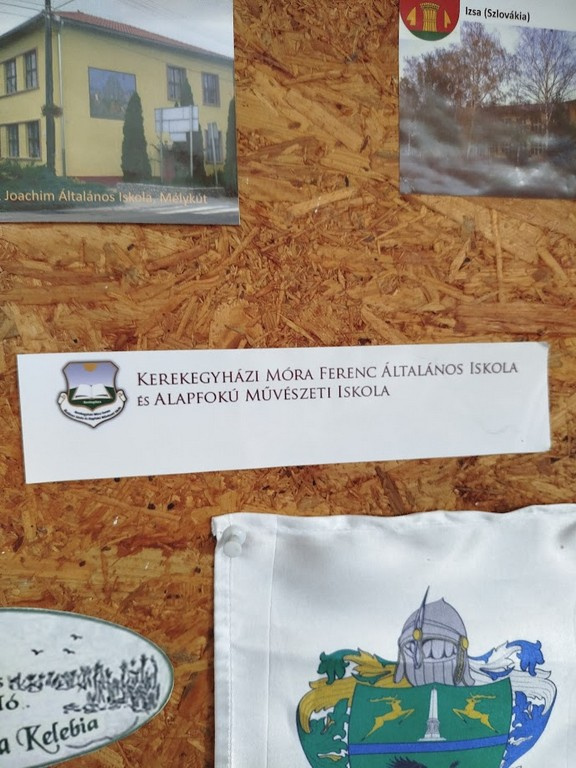 Izsa (Szlovákia)
Joachim Általános Iskola, Mélykút
KEREKEGYHÁZI MÓRA FERENC ÁLTALÁNOS ISKOLA
ÉS ALAPFOKÚ MŰVÉSZETI ISKOLA
a Kelebia